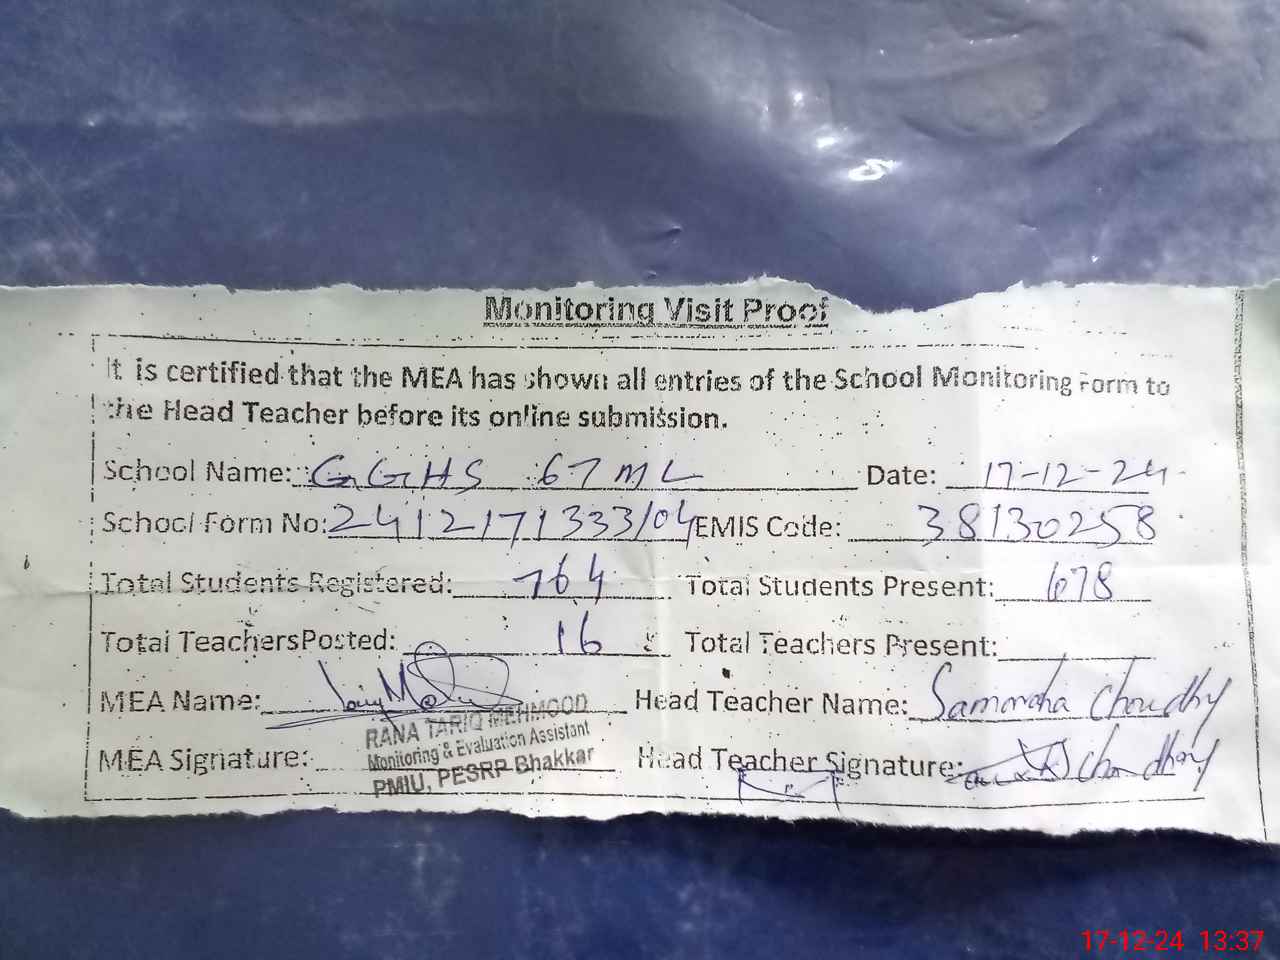 Monitoring Visit Proof
It is certified that the MEA has shown all entries of the School Monitoring Form to
the Head Teacher before its online submission.
School Name: GGHS 67 ML Date: 17-12-24
School Form No: 2412171333/04 EMIS Code: 38130258
Total Students Registered: 764 Total Students Present: 678
Total TeachersPosted: 16 Total Teachers Present:
MEA Name: Head Teacher Name: Choudhy
RANA TARIQ MEHMOOD
Monitoring & Evaluation Assistant
MEA Signature: Head Teacher Signature: Choudhy
PMIU, PESRP Bhakkar
17-12-24 13:37